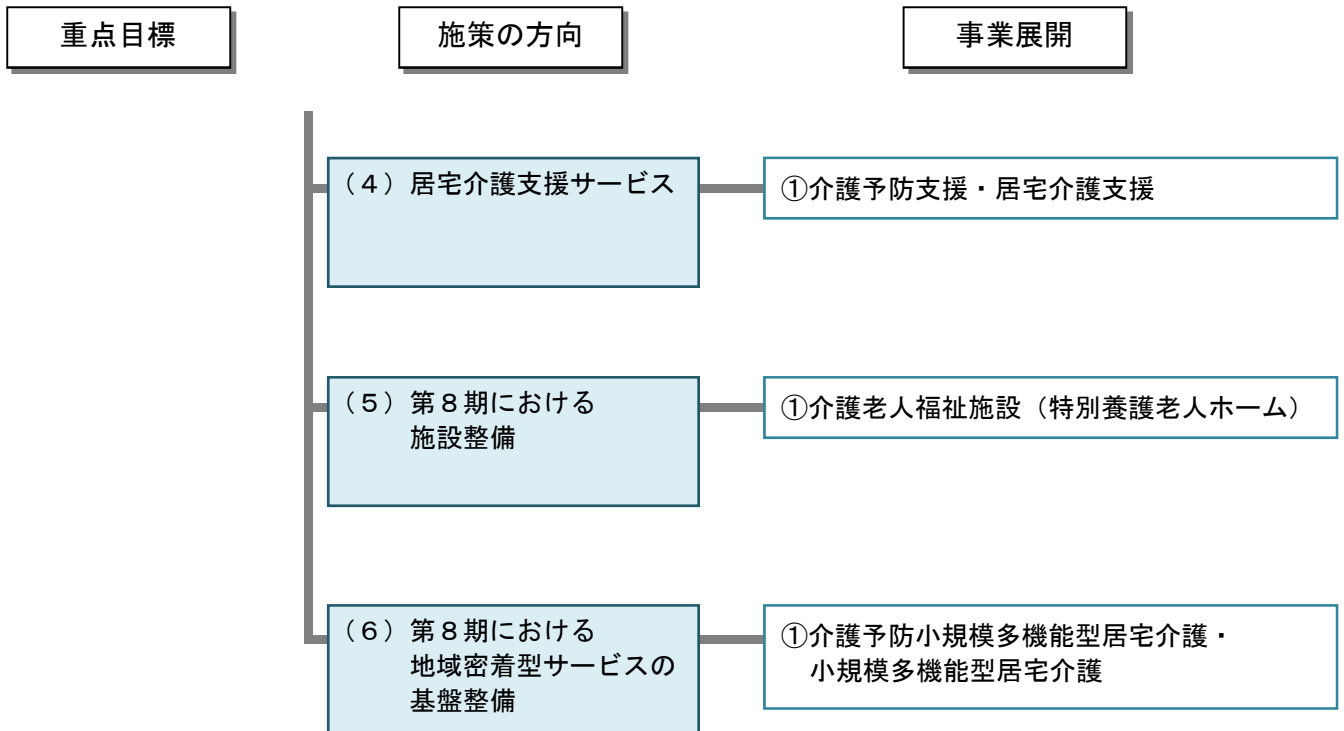 重点目標
施策の方向
事業展開
（４）居宅介護支援サービス
①介護予防支援・居宅介護支援
（５）第８期における
施設整備
①介護老人福祉施設（特別養護老人ホーム）
（６）第８期における
地域密着型サービスの
基盤整備
①介護予防小規模多機能型居宅介護・
小規模多機能型居宅介護